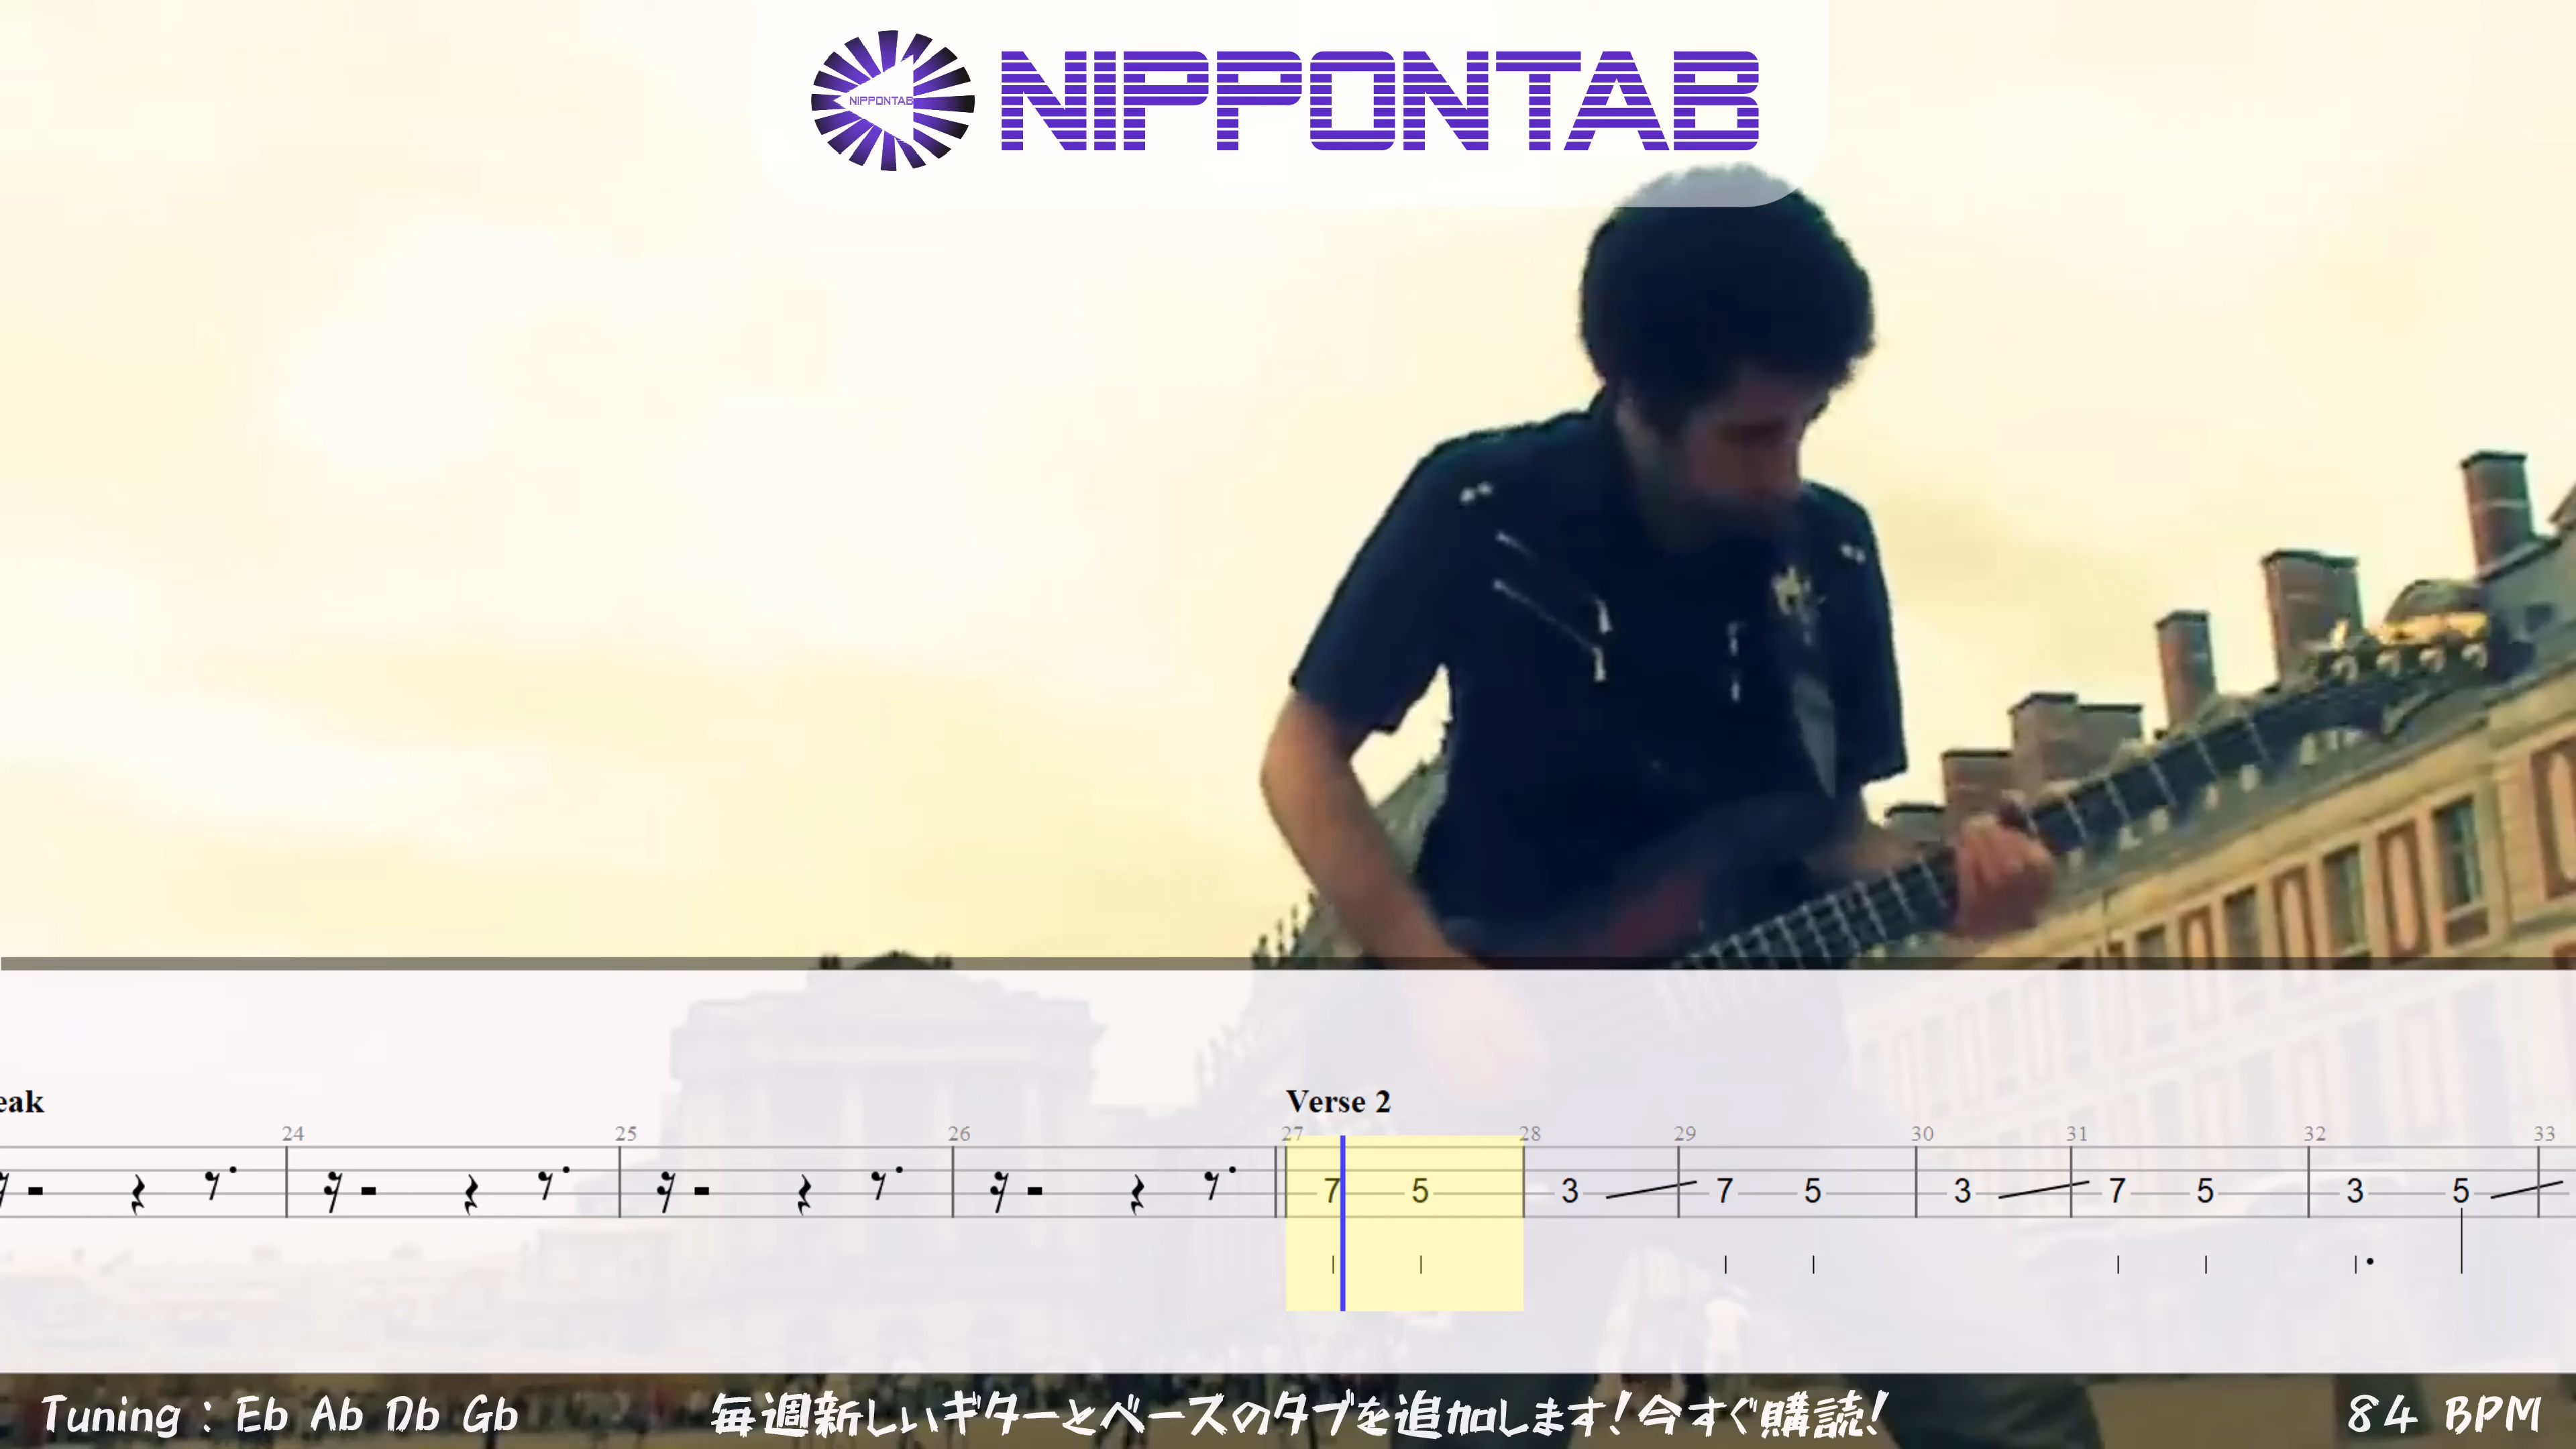 NIPPONTAB
NIPPONTAB
eak
Verse 2
24 25 26 27 28 29 30 31 32 33
7 5 3 7 5 3 7 5 3 5
Tuning : Eb Ab Db Gb
毎週新しいギターとベースのタブを追加します!今すぐ購読!
84 BPM